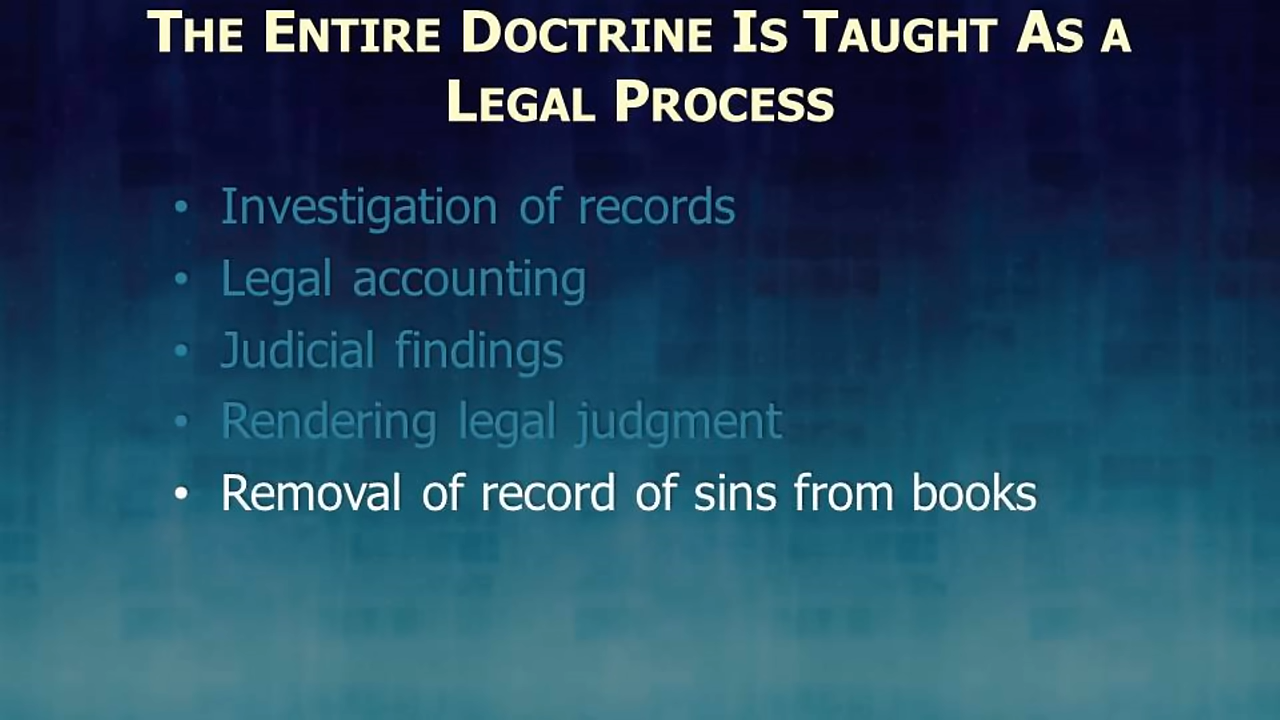 The Entire Doctrine Is Taught As a
Legal Process
• Investigation of records
• Legal accounting
• Judicial findings
• Rendering legal judgment
• Removal of record of sins from books